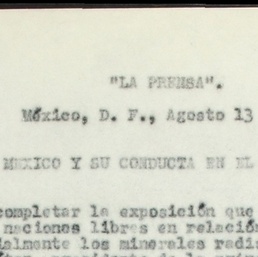 "LA PRENSA".
México, D. F., Agosto 13
MEXICO Y SU CONDUCTA EN EL
completar la exposición que
naciones libres en relación
ialmente los minerales radi